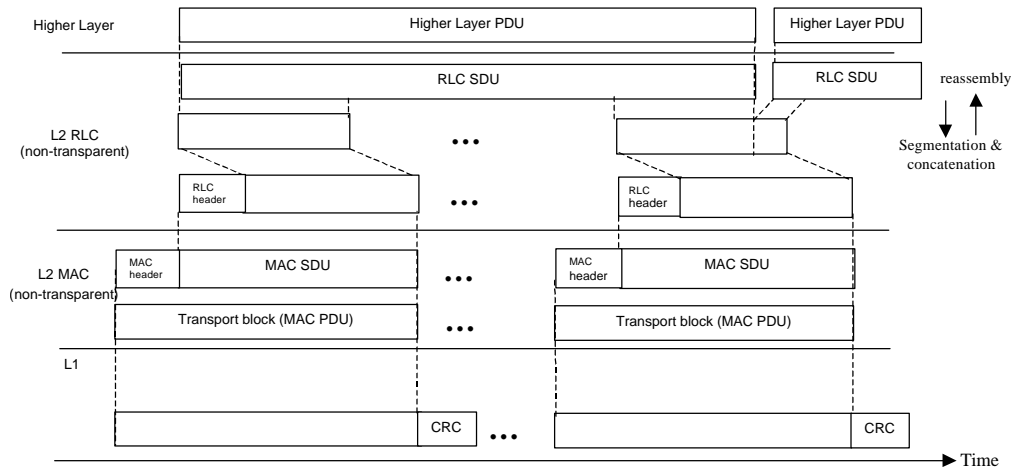 Higher Layer
Higher Layer PDU
Higher Layer PDU
RLC SDU
RLC SDU
reassembly
L2 RLC
(non-transparent)
...
Segmentation &
concatenation
RLC
header
...
RLC
header
L2 MAC
(non-transparent)
MAC
header
MAC SDU
...
MAC
header
MAC SDU
Transport block (MAC PDU)
...
Transport block (MAC PDU)
L1
CRC
...
CRC
Time